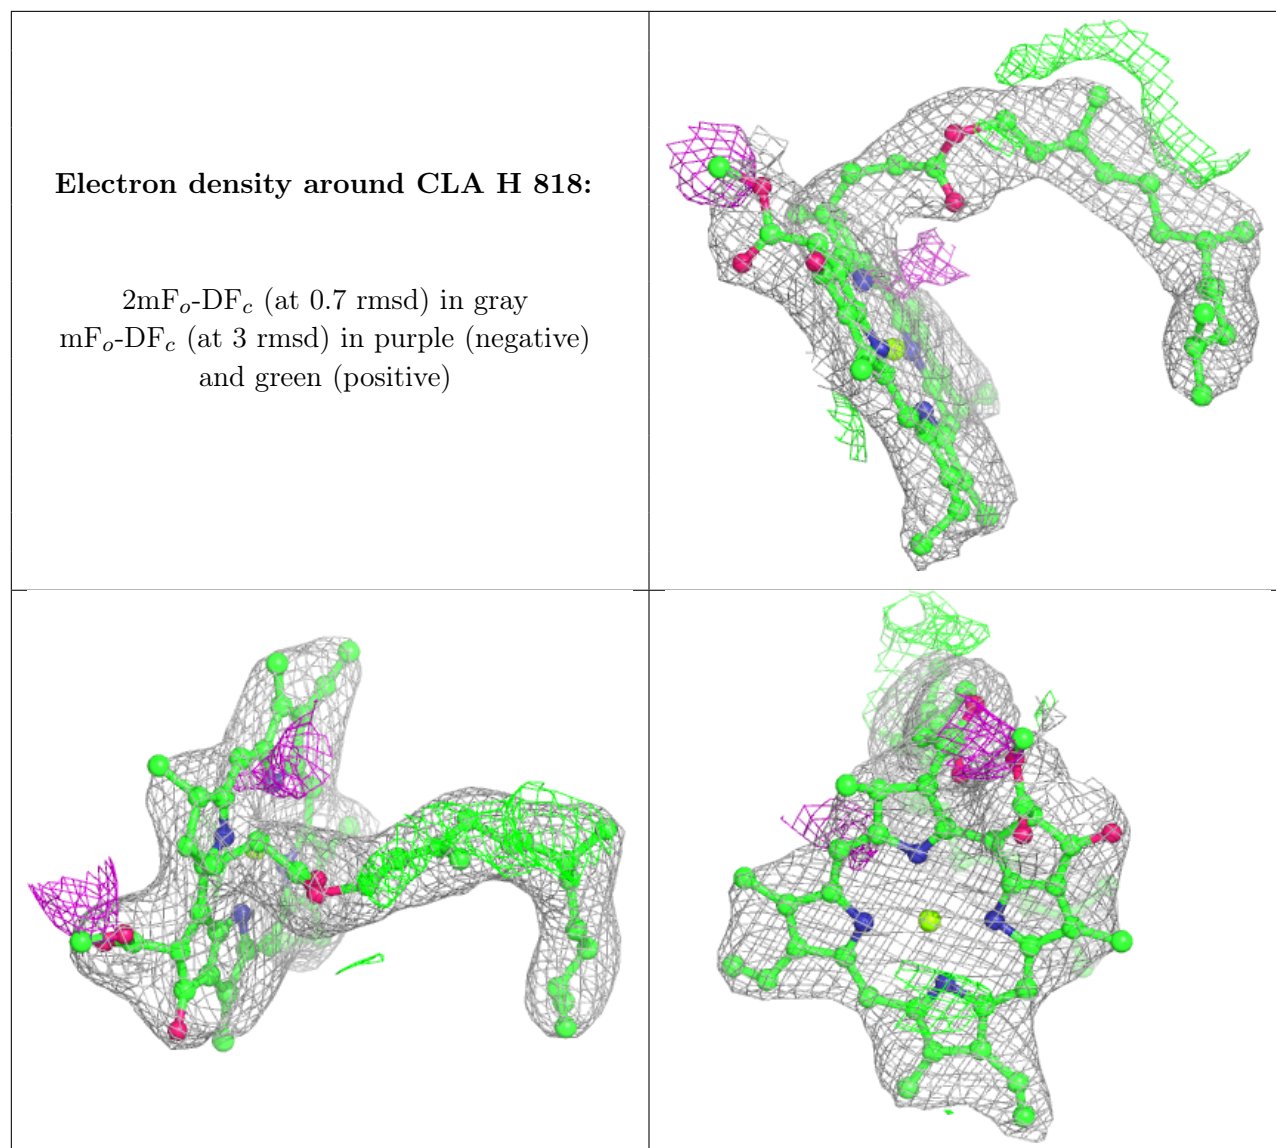 Electron density around CLA H 818:
2mFo-DFc (at 0.7 rmsd) in gray
mFo-DFc (at 3 rmsd) in purple (negative)
and green (positive)